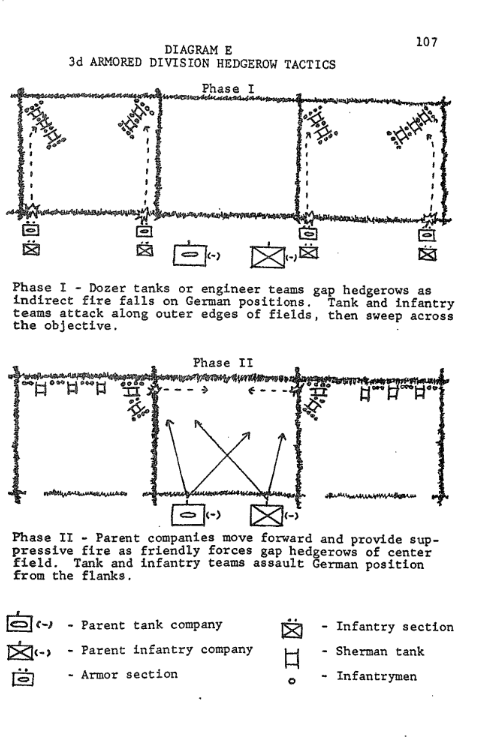 107
DIAGRAM E
3d ARMORED DIVISION HEDGEROW TACTICS
Phase I
(-)
(-)
Phase I - Dozer tanks or engineer teams gap hedgerows as
indirect fire falls on German positions. Tank and infantry
teams attack along outer edges of fields, then sweep across
the objective.
Phase II
(-)
(-)
Phase II - Parent companies move forward and provide sup-
pressive fire as friendly forces gap hedgerows of center
field. Tank and infantry teams assault German position
from the flanks.
(-) - Parent tank company
(-) - Parent infantry company
- Armor section
- Infantry section
- Sherman tank
- Infantrymen